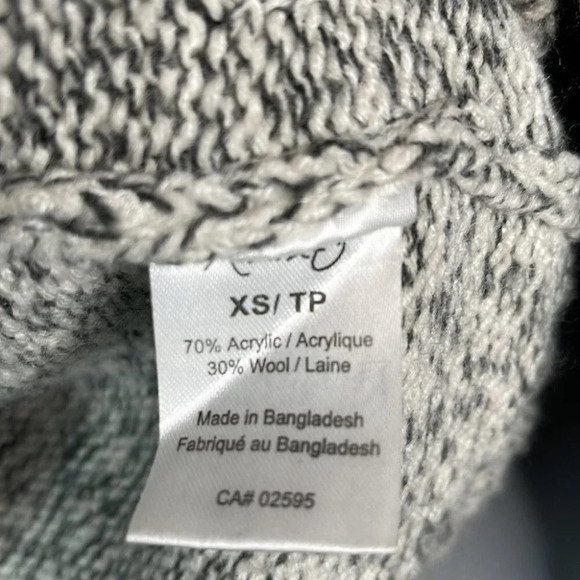 XS/ TP
70% Acrylic / Acrylique
30% Wool / Laine
Made in Bangladesh
Fabriqué au Bangladesh
CA# 02595